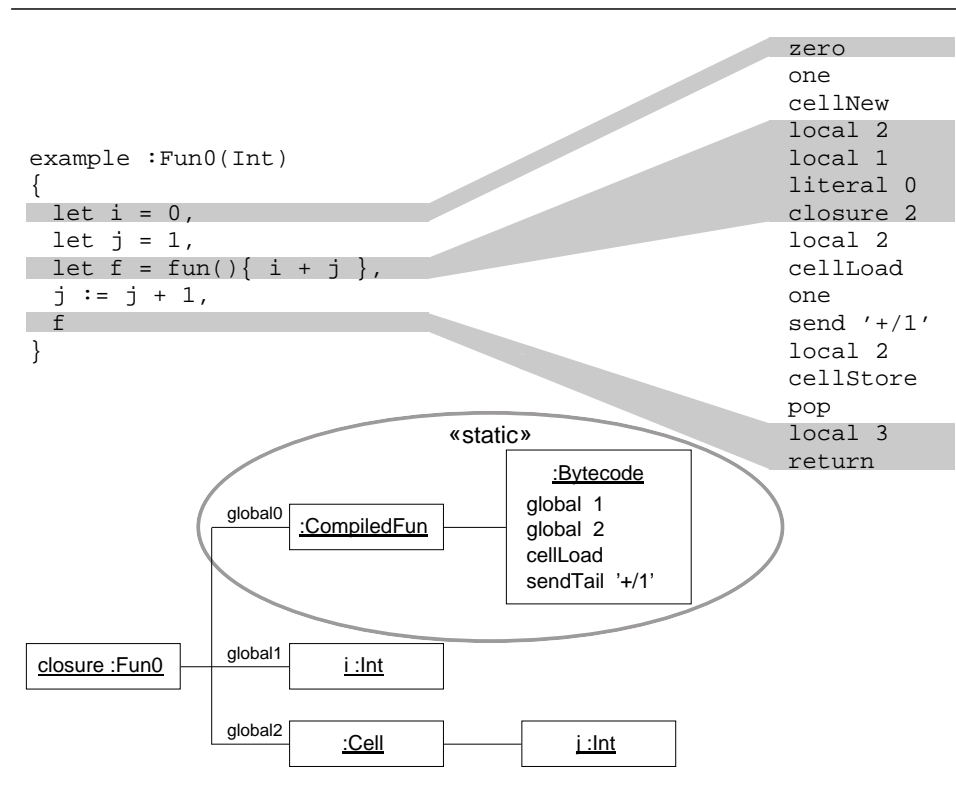 example :Fun0(Int)
{
let i = 0,
let j = 1,
let f = fun(){ i + j },
j := j + 1,
f
}
zero
one
cellNew
local 2
local 1
literal 0
closure 2
local 2
cellLoad
one
send ’+/1’
local 2
cellStore
pop
local 3
return
«static»
:Bytecode
global 1
global 2
cellLoad
sendTail ’+/1’
global0
:CompiledFun
closure :Fun0
global1
i :Int
global2
:Cell
j :Int